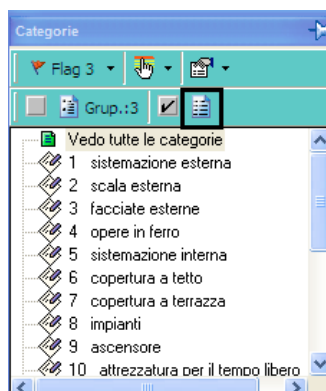 Categorie
Flag 3
Grup.:3
Vedo tutte le categorie
1 sistemazione esterna
2 scala esterna
3 facciate esterne
4 opere in ferro
5 sistemazione interna
6 copertura a tetto
7 copertura a terrazza
8 impianti
9 ascensore
10 attrezzatura per il tempo libero